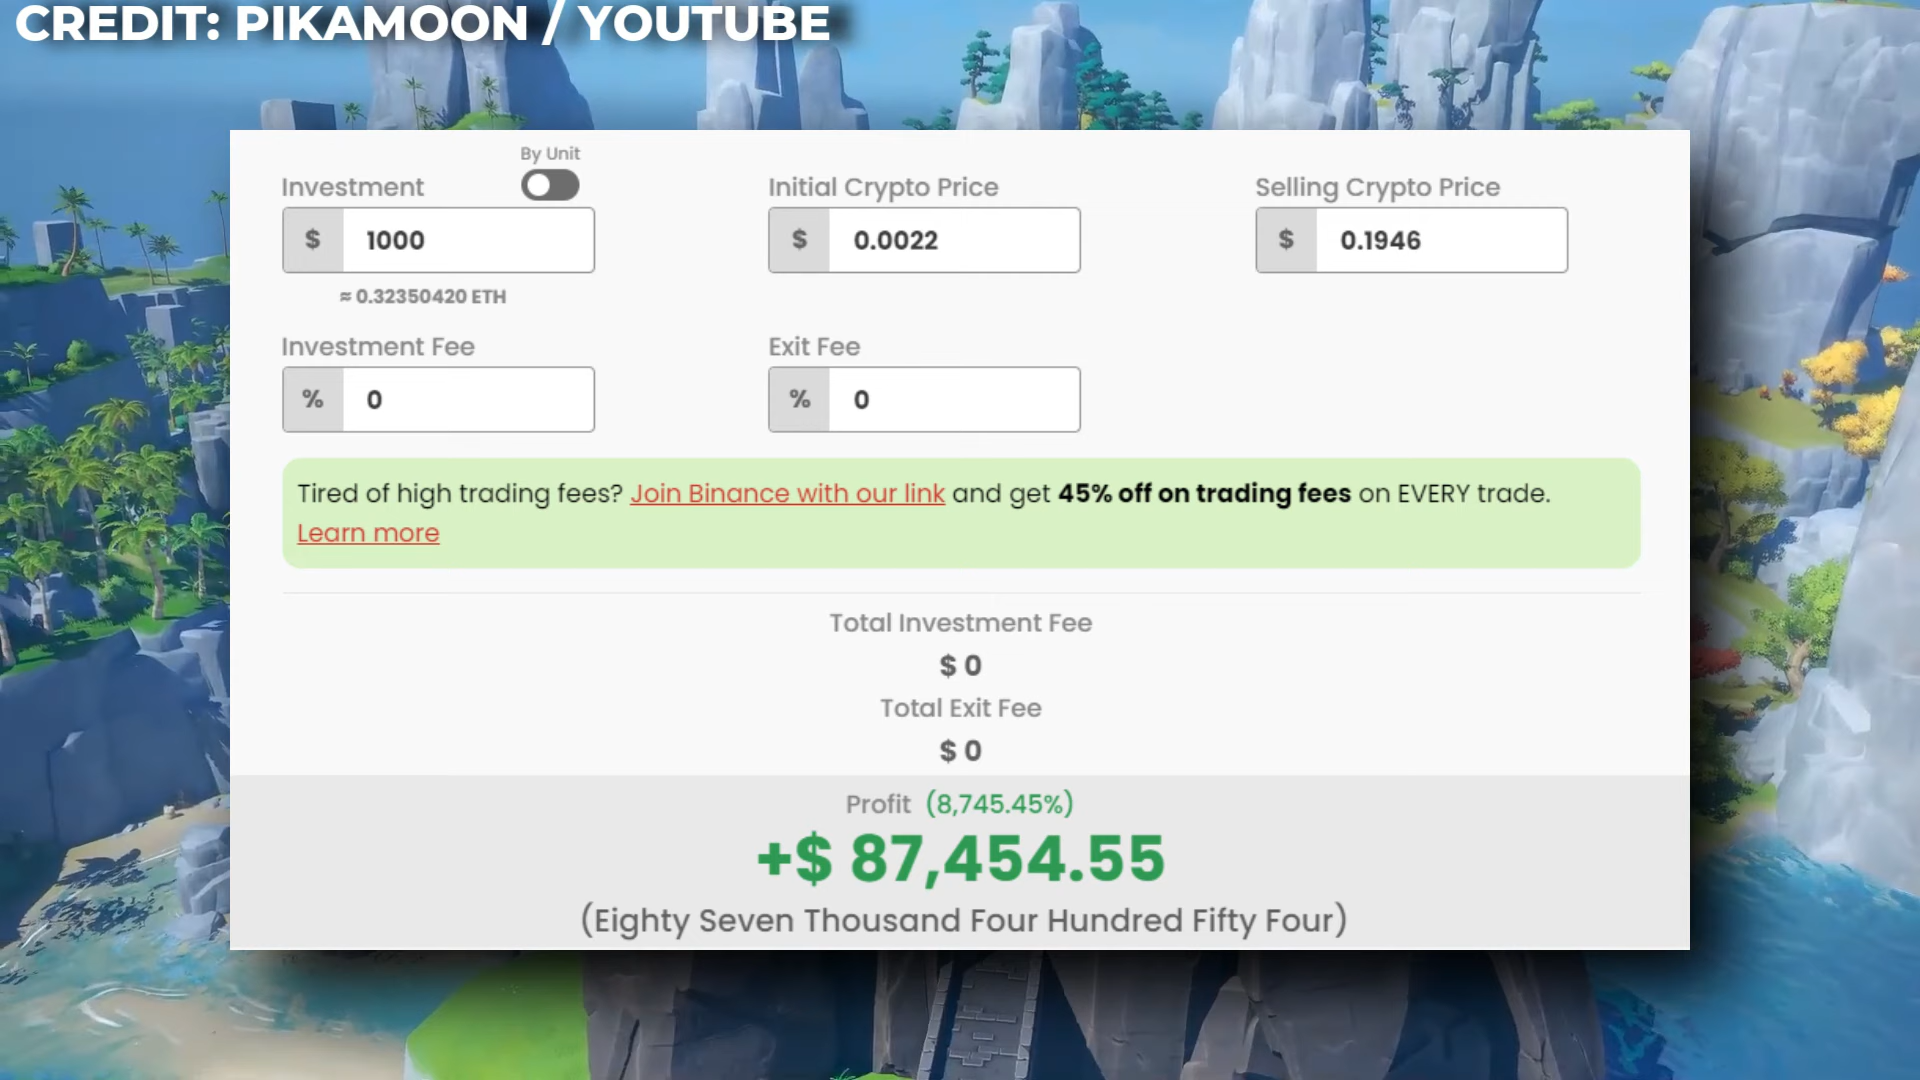 CREDIT: PIKAMOON / YOUTUBE
By Unit
Investment
Initial Crypto Price
Selling Crypto Price
$ 1000
$ 0.0022
$ 0.1946
≈ 0.32350420 ETH
Investment Fee
Exit Fee
% 0
% 0
Tired of high trading fees? Join Binance with our link and get 45% off on trading fees on EVERY trade.
Learn more
Total Investment Fee
$ 0
Total Exit Fee
$ 0
Profit (8,745.45%)
+$ 87,454.55
(Eighty Seven Thousand Four Hundred Fifty Four)